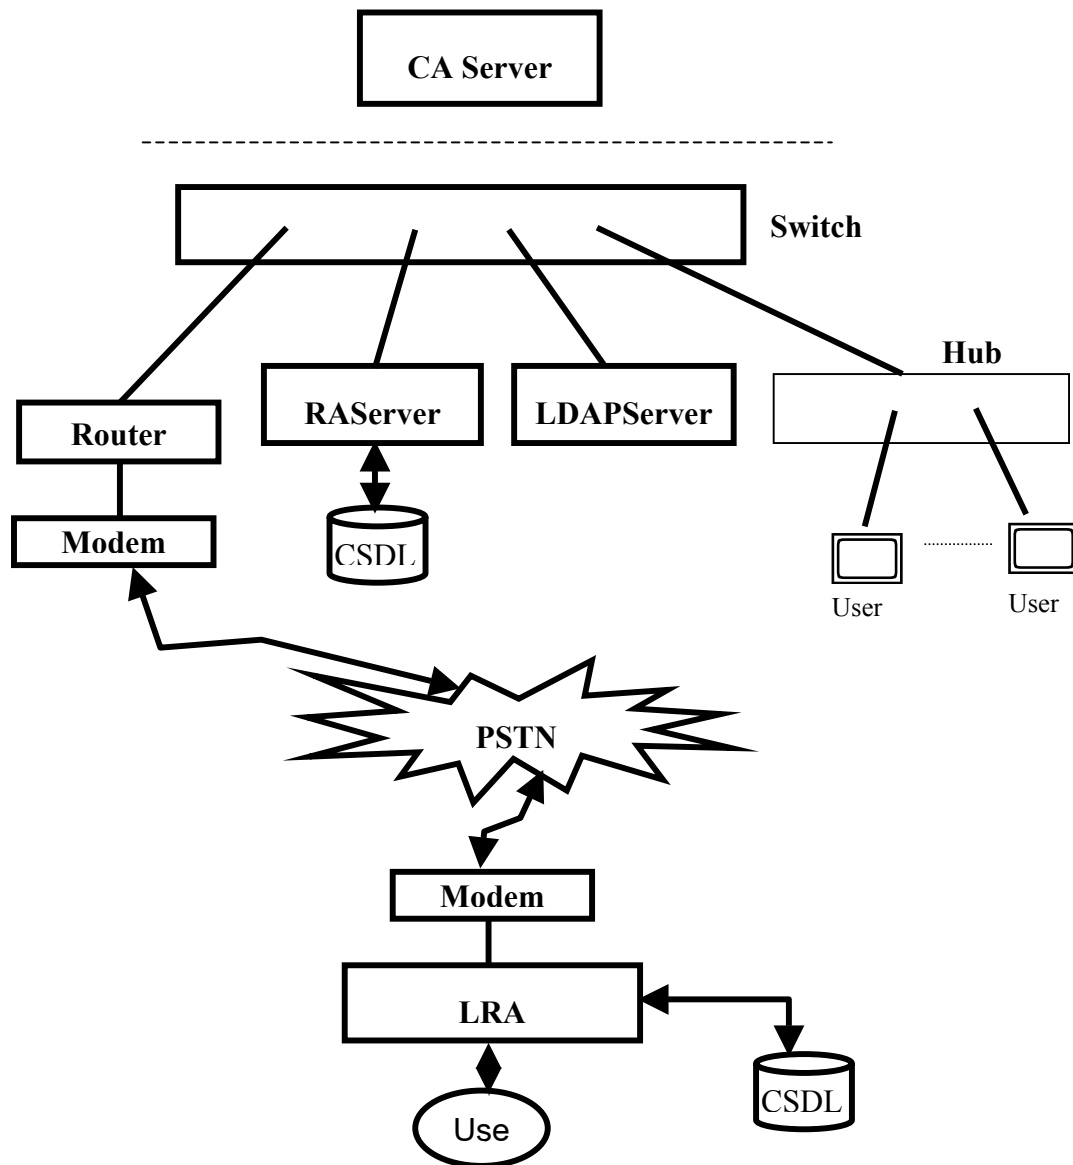 CA Server
Switch
Hub
Router
RAServer
LDAPServer
Modem
CSDL
User
User
PSTN
Modem
LRA
CSDL
Use